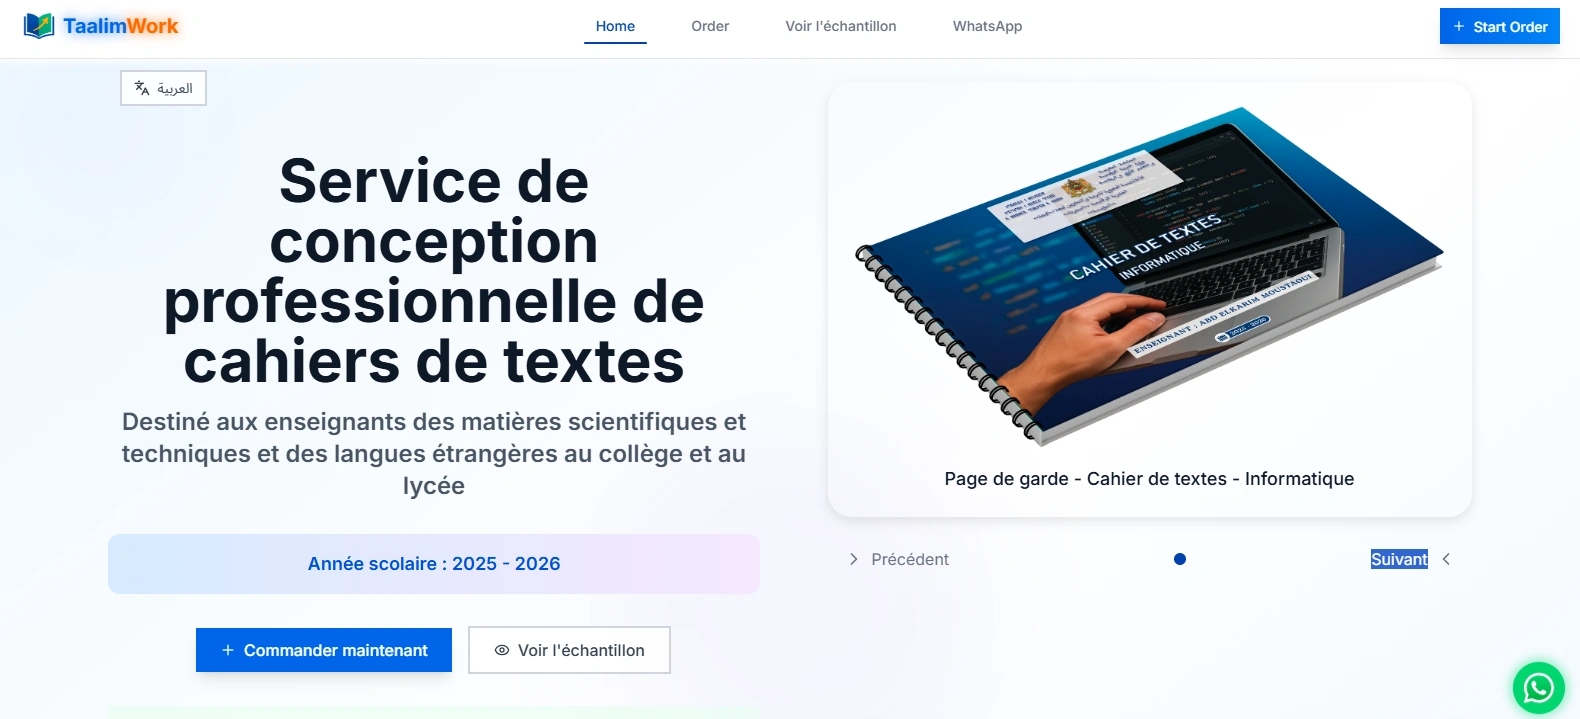 TaalimWork
Home
Order
Voir l'échantillon
WhatsApp
Start Order
العربية
Service de
conception
professionnelle de
cahiers de textes
Destiné aux enseignants des matières scientifiques et
techniques et des langues étrangères au collège et au
lycée
Année scolaire : 2025 - 2026
Commander maintenant
Voir l'échantillon
CAHIER DE TEXTES
INFORMATIQUE
ENSEIGNANT : ABD ELKARIM MOUSTAOUI
2025 - 2026
Page de garde - Cahier de textes - Informatique
Précédent
Suivant